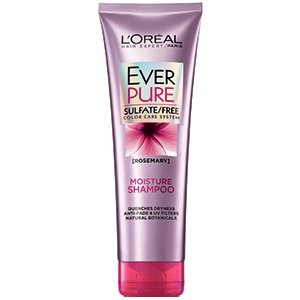 L'ORÉAL
HAIR EXPERT/PARIS
EVER
PURE
SULFATE/FREE
COLOR CARE SYSTEM
[ROSEMARY]
MOISTURE
SHAMPOO
QUENCHES DRYNESS
ANTI-FADE & UV FILTERS
NATURAL BOTANICALS